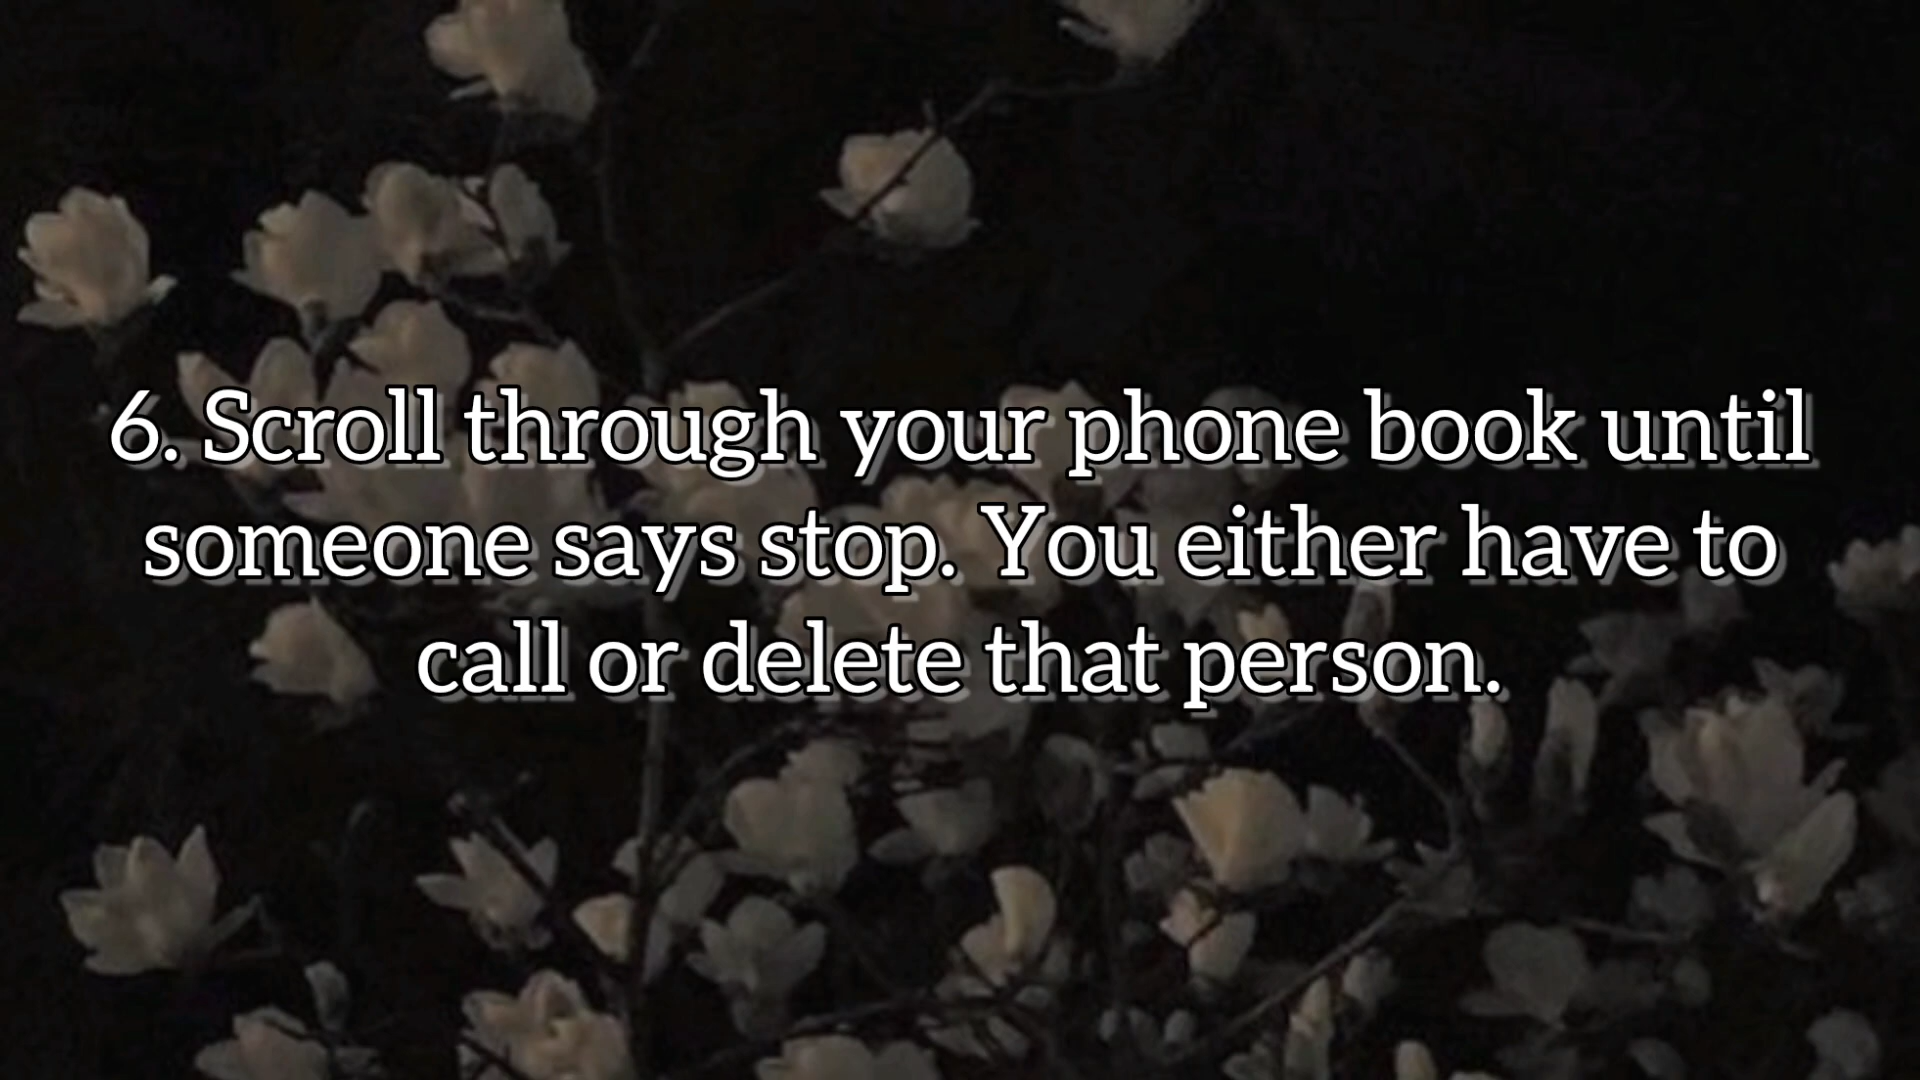 6. Scroll through your phone book until
someone says stop. You either have to
call or delete that person.